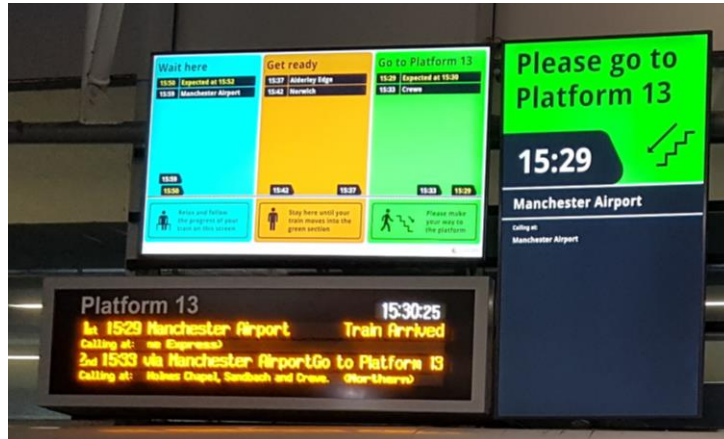 Wait here
15:50 Expected at 15:52
15:59 Manchester Airport
15:59
15:50
Relax and follow
the progress of your
train on this screen
Get ready
15:37 Alderley Edge
15:42 Norwich
15:42 15:37
Stay here until your
train moves into the
green section
Go to Platform 13
15:29 Expected at 15:30
15:33 Crewe
15:33 15:29
Please make
your way to
the platform
Please go to
Platform 13
15:29
Manchester Airport
Calling at:
Manchester Airport
Platform 13
15:30:25
1st 15:29 Manchester Airport Train Arrived
Calling at: ne Express)
2nd 15:33 via Manchester AirportGo to Platform 13
Calling at: Holmes Chapel, Sandbach and Crewe. (Northern)